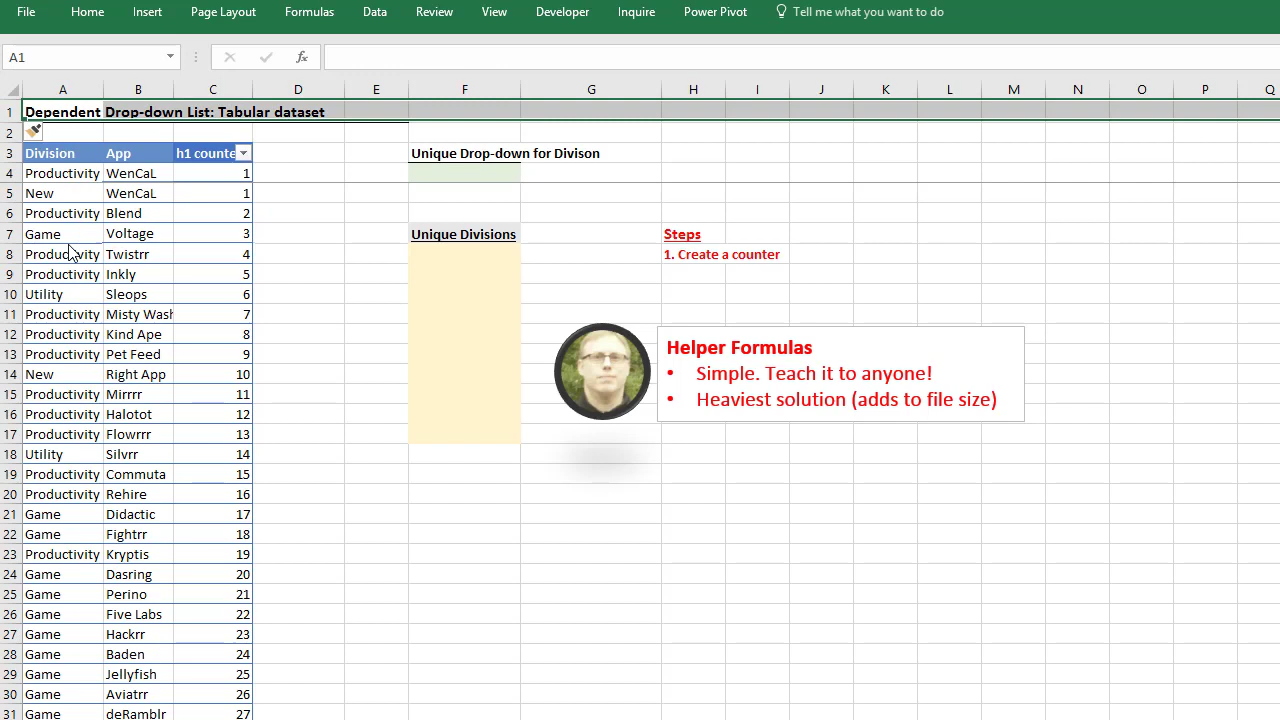 File Home Insert Page Layout Formulas Data Review View Developer Inquire Power Pivot Tell me what you want to do
A1 fx
A B C D E F G H I J K L M N O P Q
1 Dependent Drop-down List: Tabular dataset
2
3 Division App h1 counte Unique Drop-down for Divison
4 Productivity WenCaL 1
5 New WenCaL 1
6 Productivity Blend 2
7 Game Voltage 3 Unique Divisions Steps
8 Productivity Twistrr 4 1. Create a counter
9 Productivity Inkly 5
10 Utility Sleops 6
11 Productivity Misty Wash 7
12 Productivity Kind Ape 8 Helper Formulas
13 Productivity Pet Feed 9 • Simple. Teach it to anyone!
14 New Right App 10 • Heaviest solution (adds to file size)
15 Productivity Mirrrr 11
16 Productivity Halotot 12
17 Productivity Flowrrr 13
18 Utility Silvrr 14
19 Productivity Commuta 15
20 Productivity Rehire 16
21 Game Didactic 17
22 Game Fightrr 18
23 Productivity Kryptis 19
24 Game Dasring 20
25 Game Perino 21
26 Game Five Labs 22
27 Game Hackrr 23
28 Game Baden 24
29 Game Jellyfish 25
30 Game Aviatrr 26
31 Game deRamblr 27